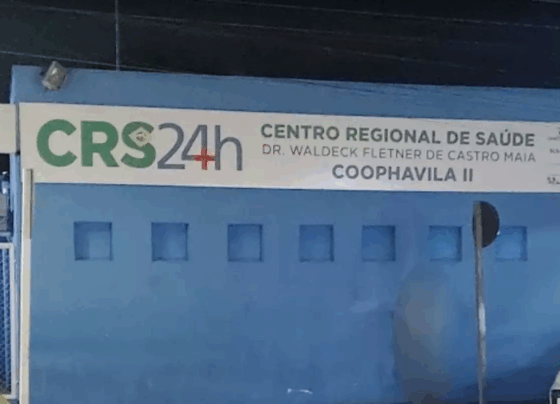 CRS24h
CENTRO REGIONAL DE SAÚDE
DR. WALDECK FLETNER DE CASTRO MAIA
COOPHAVILA II